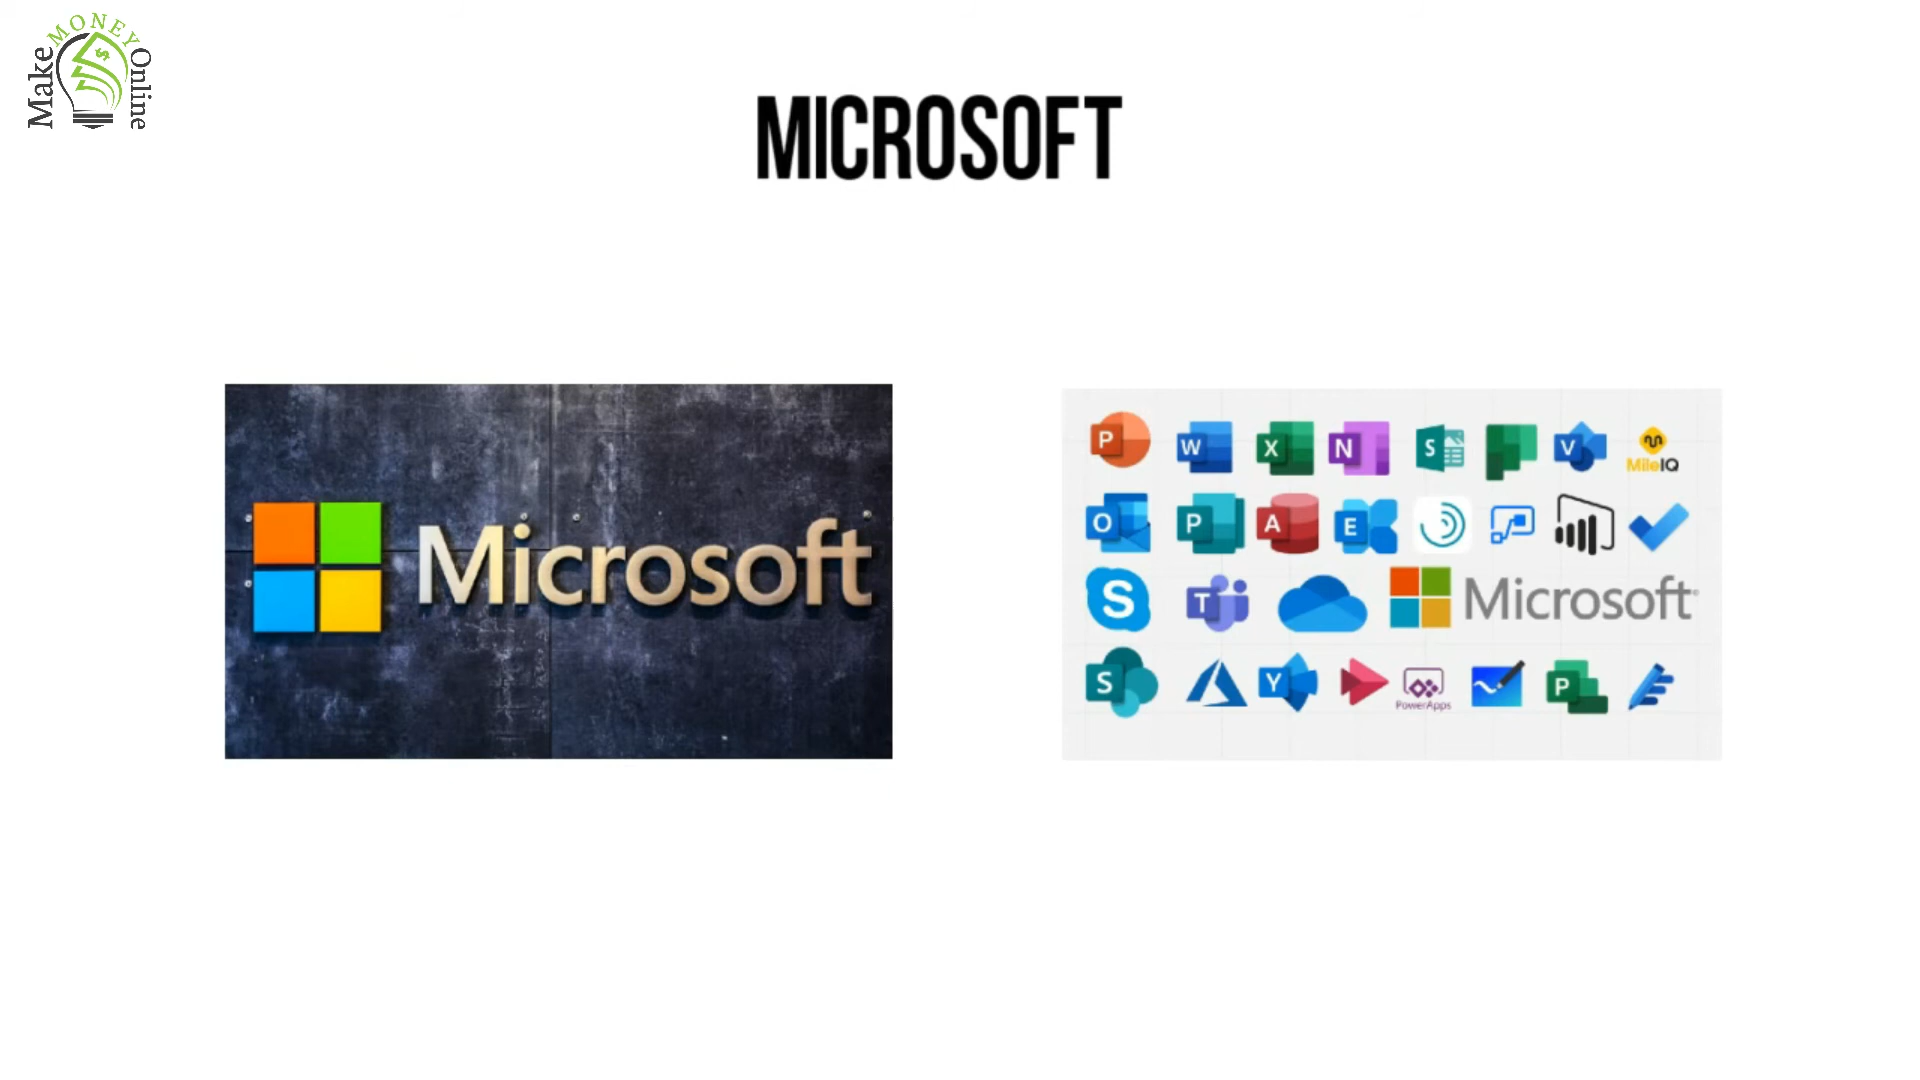 Make MONEY Online
MICROSOFT
Microsoft
P W X N S V MileIQ
O P A E
S T Microsoft
S Y PowerApps P